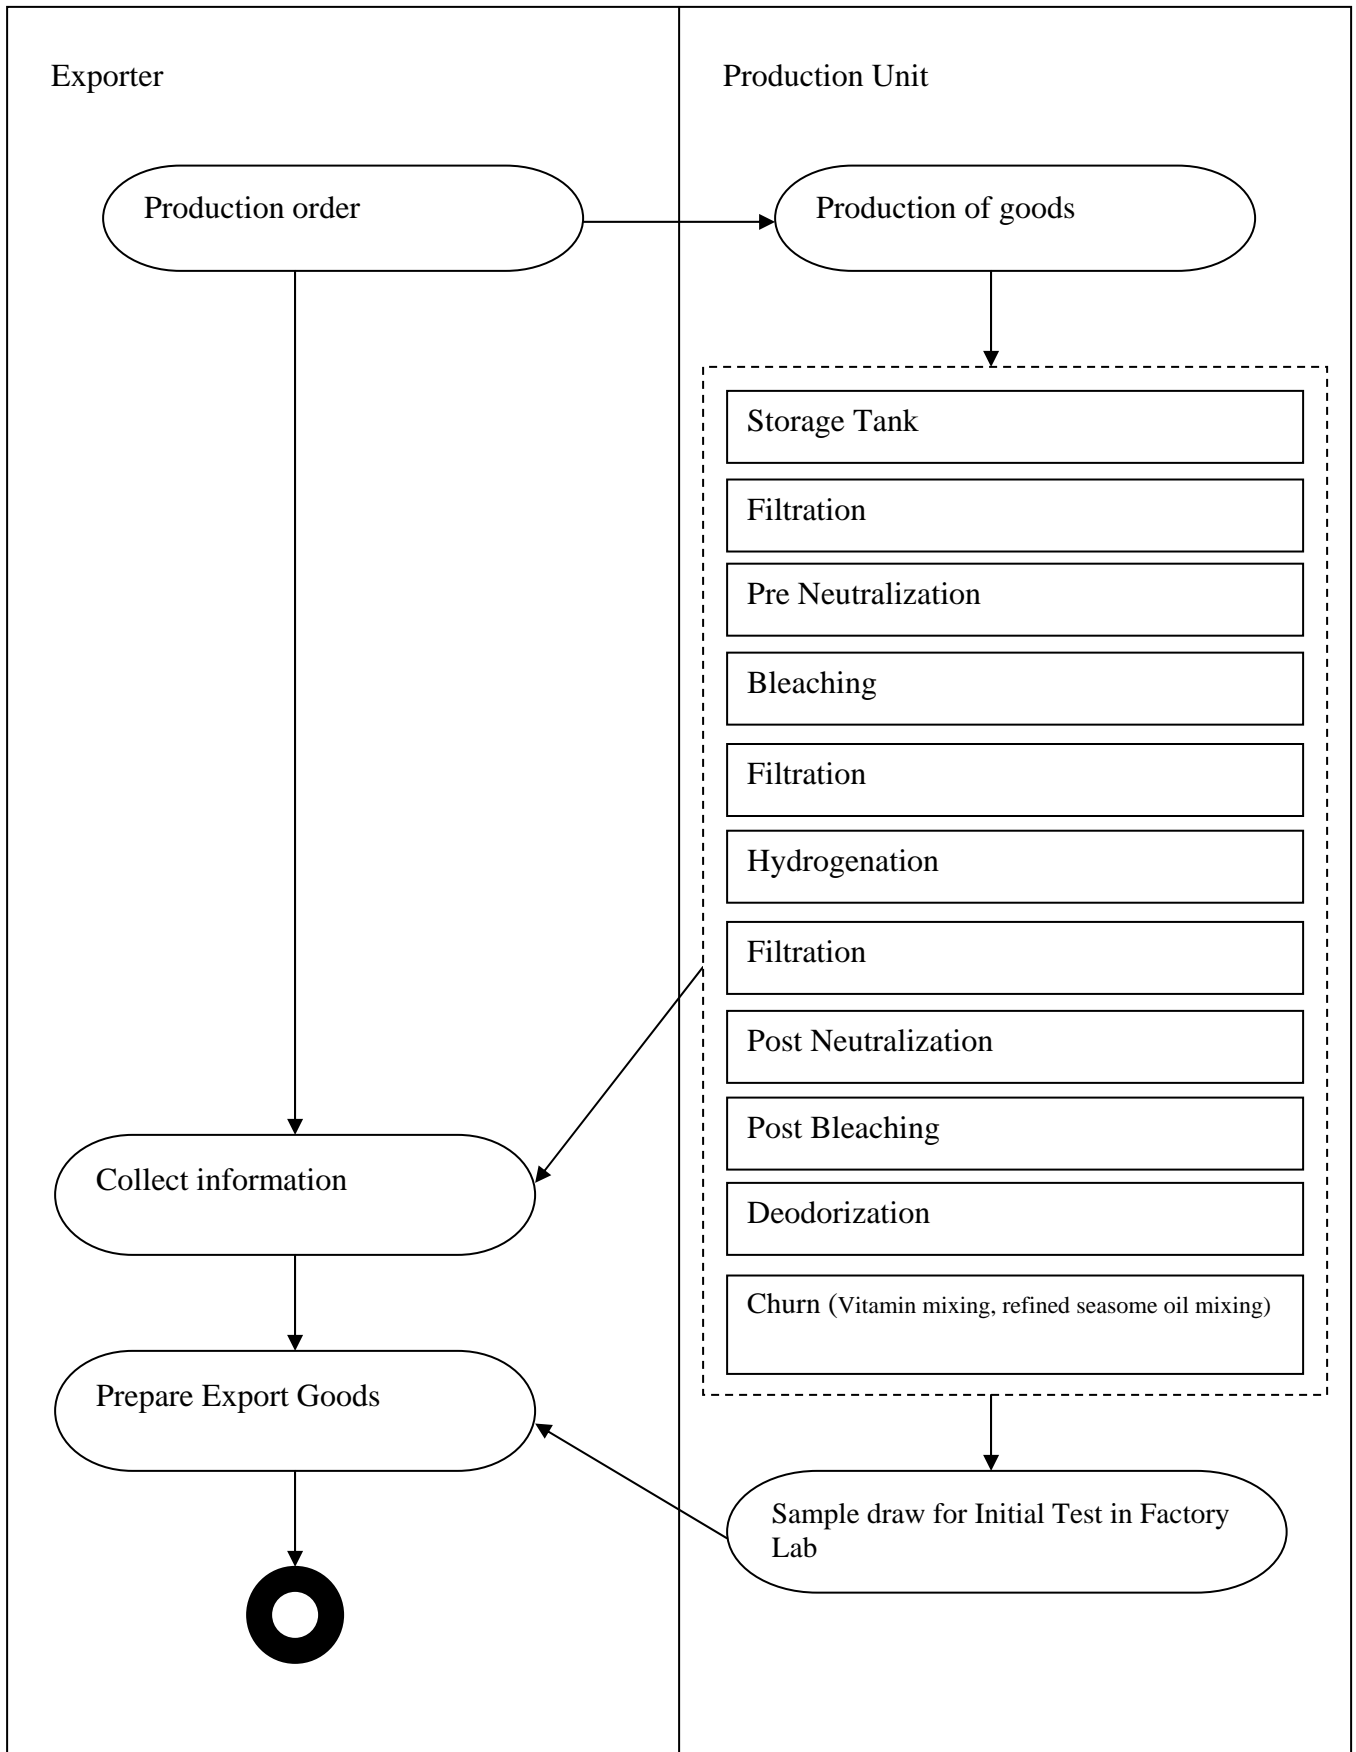 Exporter
Production Unit
Production order
Production of goods
Storage Tank
Filtration
Pre Neutralization
Bleaching
Filtration
Hydrogenation
Filtration
Post Neutralization
Post Bleaching
Deodorization
Churn (Vitamin mixing, refined seasome oil mixing)
Collect information
Prepare Export Goods
Sample draw for Initial Test in Factory
Lab